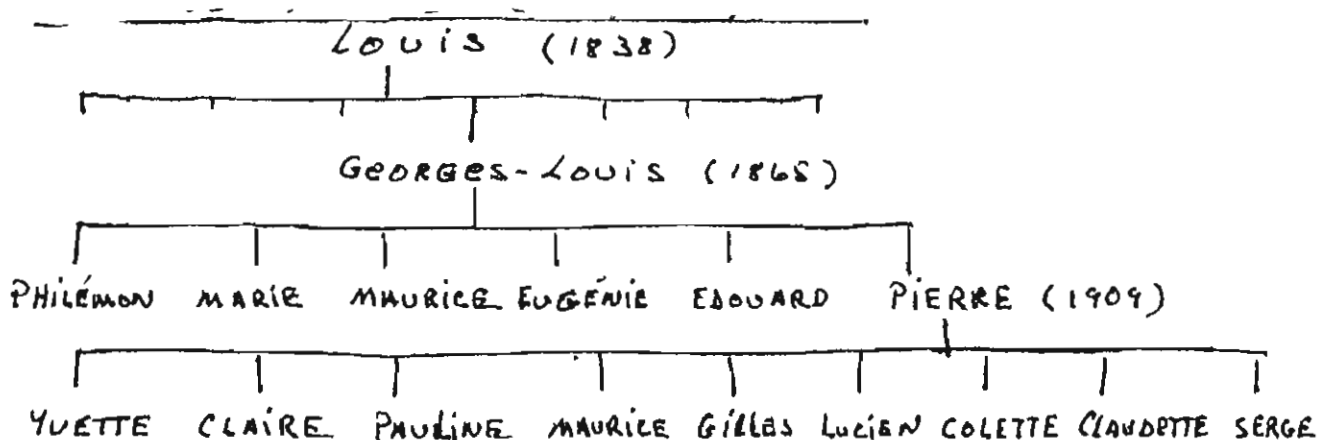 Louis (1838)
Georges-Louis (1865)
PHILÉMON MARIE MAURICE EUGÉNIE EDOUARD PIERRE (1909)
YVETTE CLAIRE PAULINE MAURICE GILLES LUCIEN COLETTE CLAUDETTE SERGE